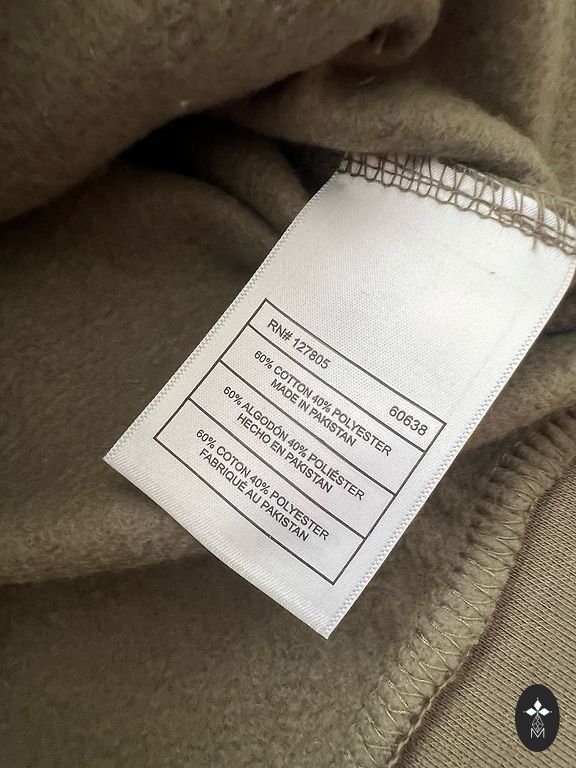 RN# 127805 60638
60% COTTON 40% POLYESTER
MADE IN PAKISTAN
60% ALGODÓN 40% POLIÉSTER
HECHO EN PAKISTAN
60% COTON 40% POLYESTER
FABRIQUÉ AU PAKISTAN
M